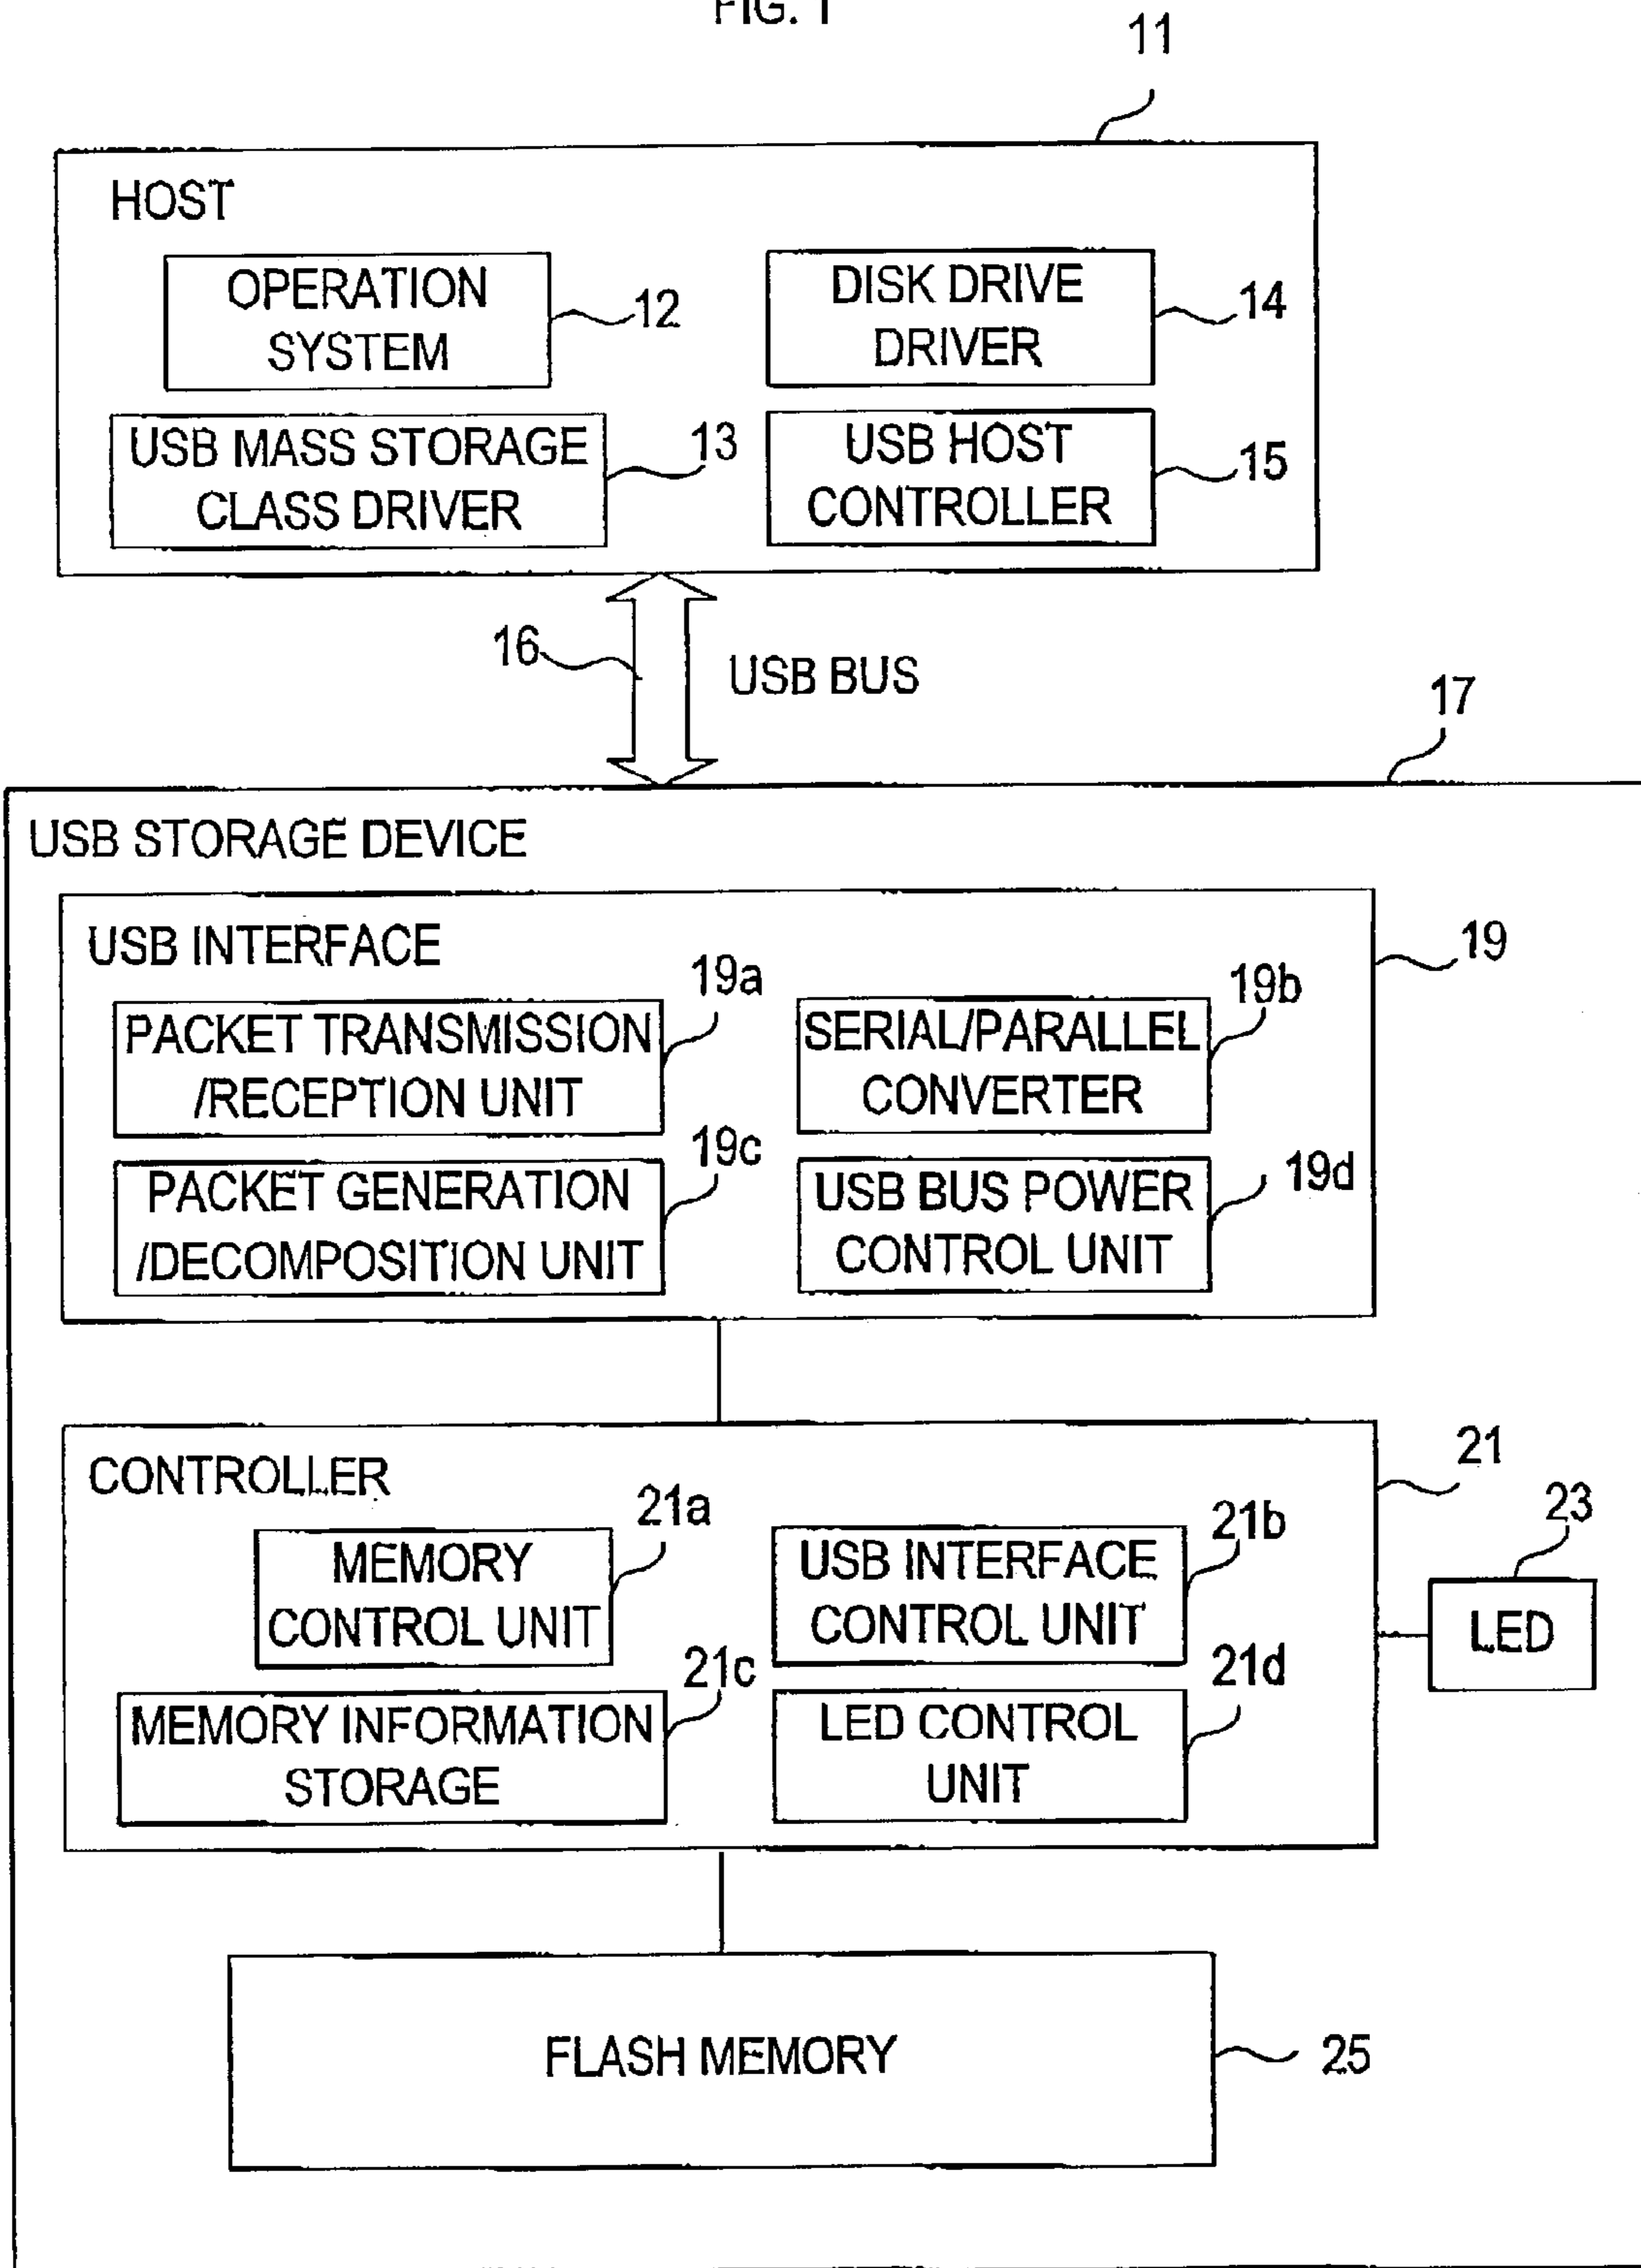 FIG. 1
11
HOST
OPERATION
SYSTEM
12
DISK DRIVE
DRIVER
14
USB MASS STORAGE
CLASS DRIVER
13
USB HOST
CONTROLLER
15
16
USB BUS
17
USB STORAGE DEVICE
USB INTERFACE
19
PACKET TRANSMISSION
/RECEPTION UNIT
19a
SERIAL/PARALLEL
CONVERTER
19b
PACKET GENERATION
/DECOMPOSITION UNIT
19c
USB BUS POWER
CONTROL UNIT
19d
CONTROLLER
21
MEMORY
CONTROL UNIT
21a
USB INTERFACE
CONTROL UNIT
21b
23
LED
MEMORY INFORMATION
STORAGE
21c
LED CONTROL
UNIT
21d
FLASH MEMORY
25